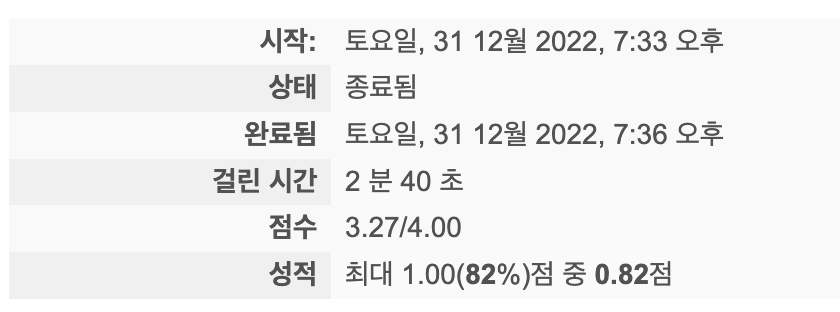 시작: 토요일, 31 12월 2022, 7:33 오후
상태 종료됨
완료됨 토요일, 31 12월 2022, 7:36 오후
걸린 시간 2 분 40 초
점수 3.27/4.00
성적 최대 1.00(82%)점 중 0.82점